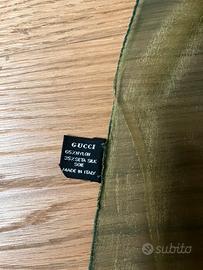 GUCCI
65%NYLON
35%SETA SILK
SOIE
MADE IN ITALY
subito